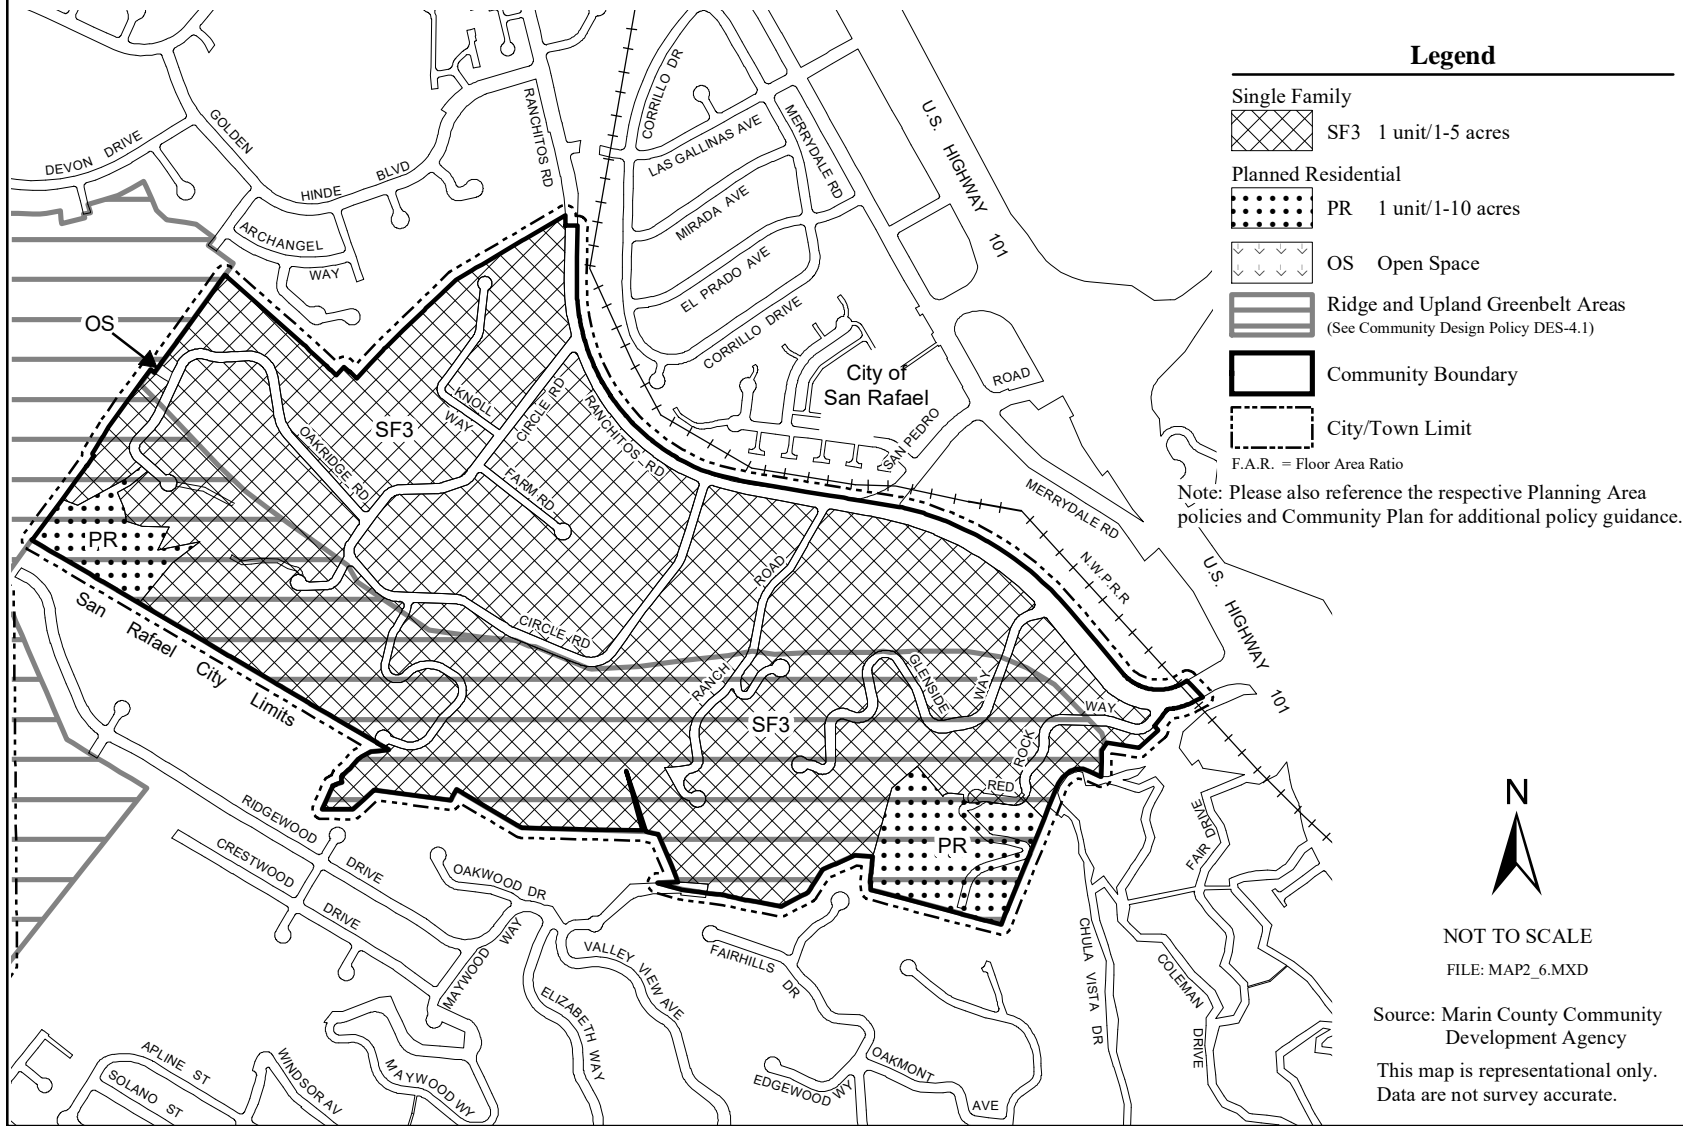 Legend
Single Family
SF3 1 unit/1-5 acres
Planned Residential
PR 1 unit/1-10 acres
OS Open Space
Ridge and Upland Greenbelt Areas
(See Community Design Policy DES-4.1)
Community Boundary
City/Town Limit
F.A.R. = Floor Area Ratio
Note: Please also reference the respective Planning Area
policies and Community Plan for additional policy guidance.
N
NOT TO SCALE
FILE: MAP2_6.MXD
Source: Marin County Community
Development Agency
This map is representational only.
Data are not survey accurate.
DEVON DRIVE
GOLDEN
HINDE
BLVD
ARCHANGEL
WAY
RANCHITOS RD
CORRILLO DR
LAS GALLINAS AVE
MERRYDALE RD
MIRADA AVE
EL PRADO AVE
CORRILLO DRIVE
U.S.
HIGHWAY
101
City of
San Rafael
ROAD
SAN PEDRO
MERRYDALE RD
N.W.P.R.R
U.S.
HIGHWAY
101
OS
SF3
KNOLL
WAY
CIRCLE RD
RANCHITOS RD
OAKRIDGE RD
FARM RD
PR
CIRCLE RD
ROAD
RANCH
SF3
GLENSIDE
WAY
WAY
ROCK
RED
PR
San
Rafael
City
Limits
RIDGEWOOD
DRIVE
CRESTWOOD
DRIVE
OAKWOOD DR
MAYWOOD WAY
VALLEY VIEW AVE
ELIZABETH WAY
FAIRHILLS
DR
FAIR DRIVE
CHULA VISTA DR
COLEMAN
DRIVE
OAKMONT
AVE
EDGEWOOD WY
MAYWOOD WY
WINDSOR AV
APLINE ST
SOLANO ST